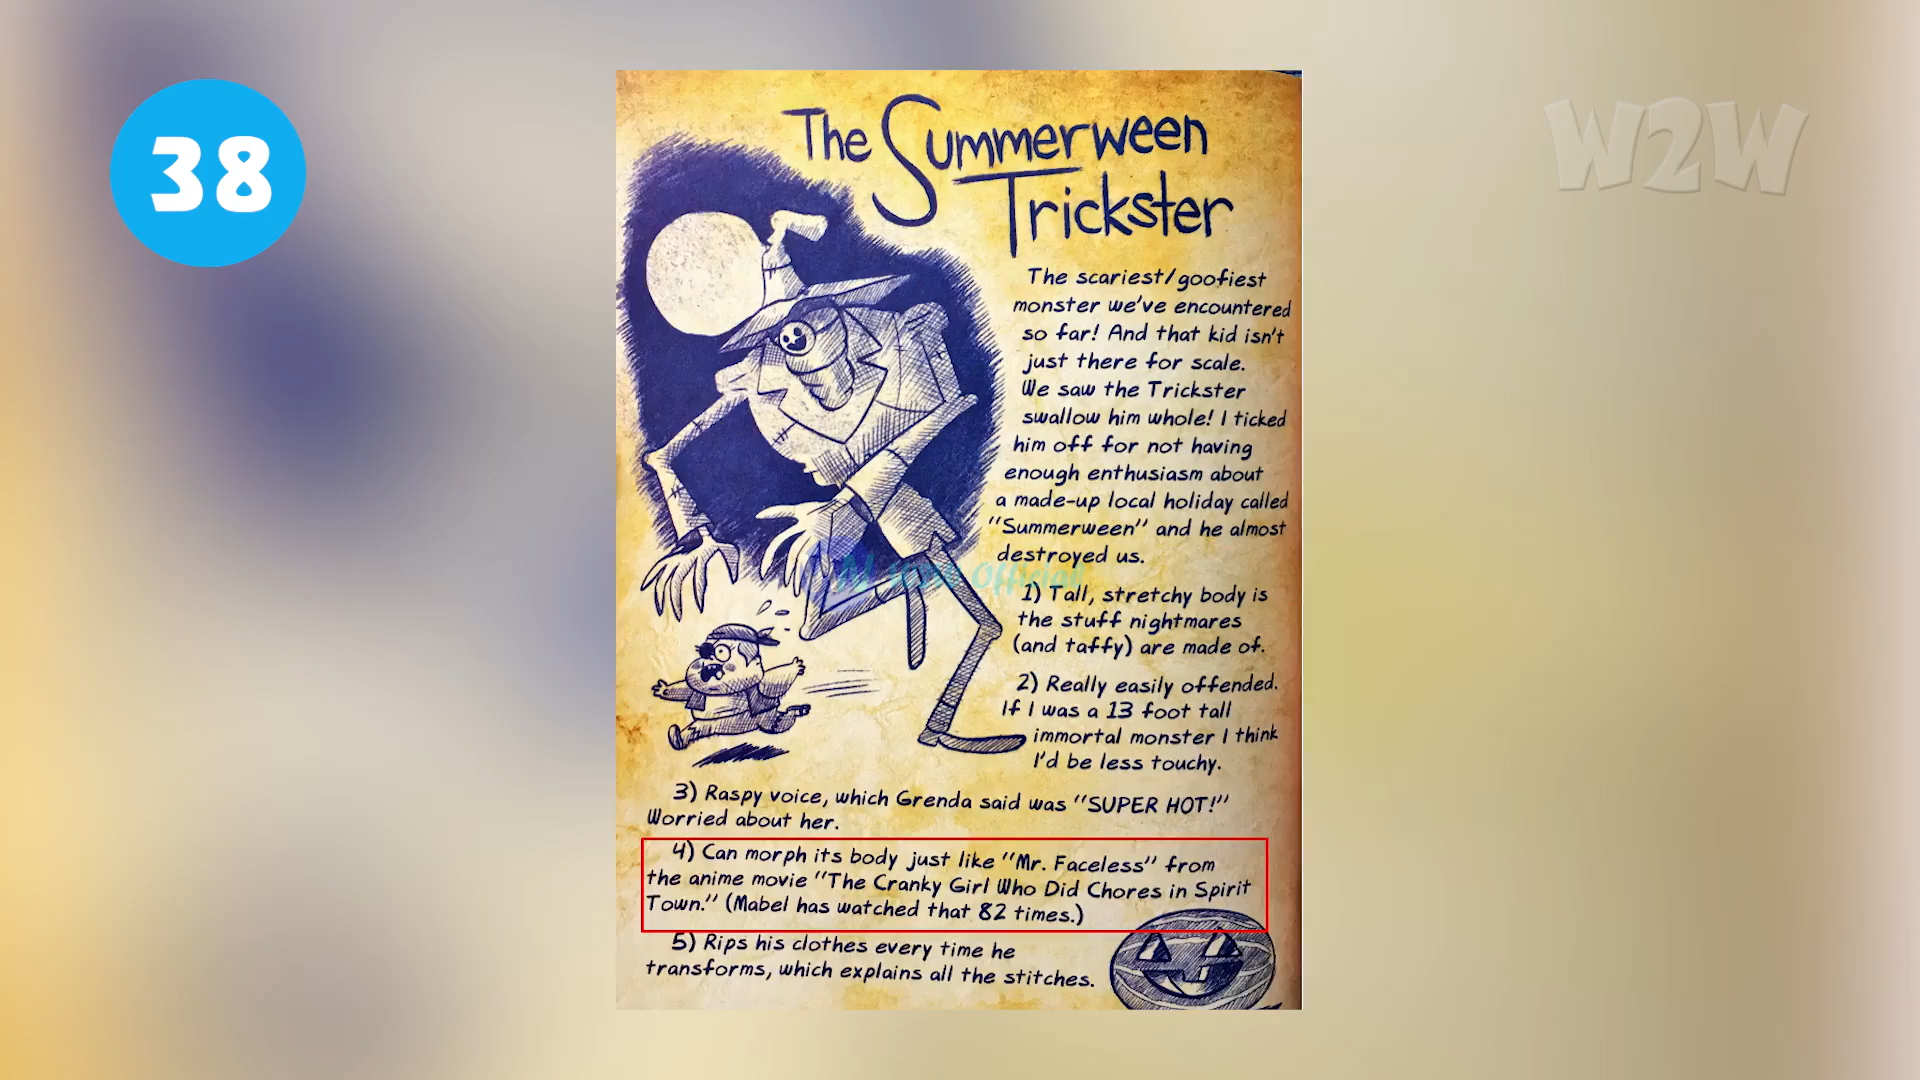 38
W2W
The Summerween
Trickster
The scariest/goofiest
monster we've encountered
so far! And that kid isn't
just there for scale.
We saw the Trickster
swallow him whole! I ticked
him off for not having
enough enthusiasm about
a made-up local holiday called
"Summerween" and he almost
destroyed us.
Official
1) Tall, stretchy body is
the stuff nightmares
(and taffy) are made of.
2) Really easily offended.
If I was a 13 foot tall
immortal monster I think
I'd be less touchy.
3) Raspy voice, which Grenda said was "SUPER HOT!"
Worried about her.
4) Can morph its body just like "Mr. Faceless" from
the anime movie "The Cranky Girl Who Did Chores in Spirit
Town." (Mabel has watched that 82 times.)
5) Rips his clothes every time he
transforms, which explains all the stitches.